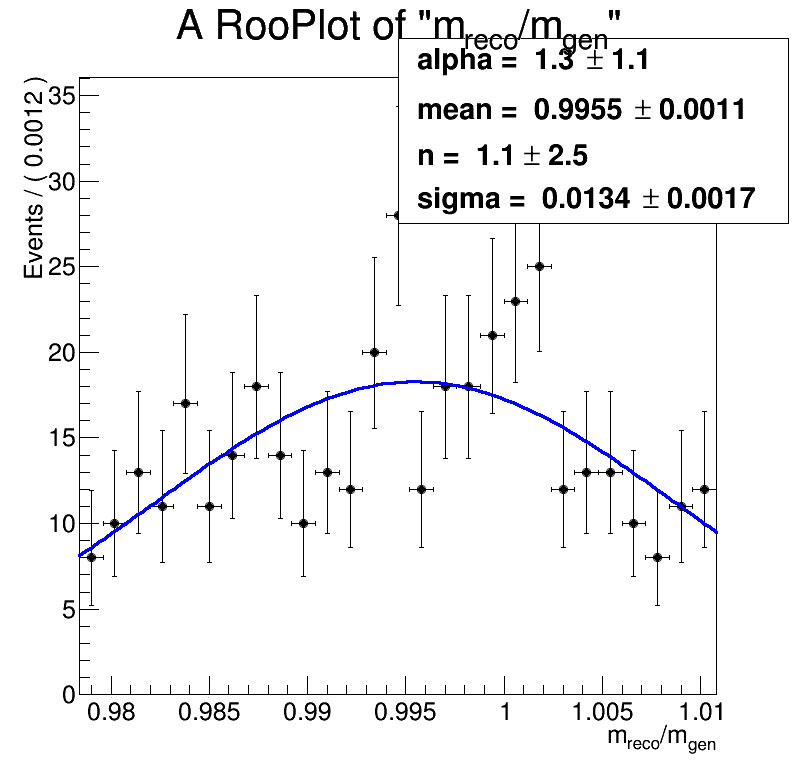 A RooPlot of "m_reco/m_gen"
alpha = 1.3 ± 1.1
mean = 0.9955 ± 0.0011
n = 1.1 ± 2.5
sigma = 0.0134 ± 0.0017
Events / ( 0.0012 )
35
30
25
20
15
10
5
0
0.98 0.985 0.99 0.995 1 1.005 1.01
m_reco/m_gen